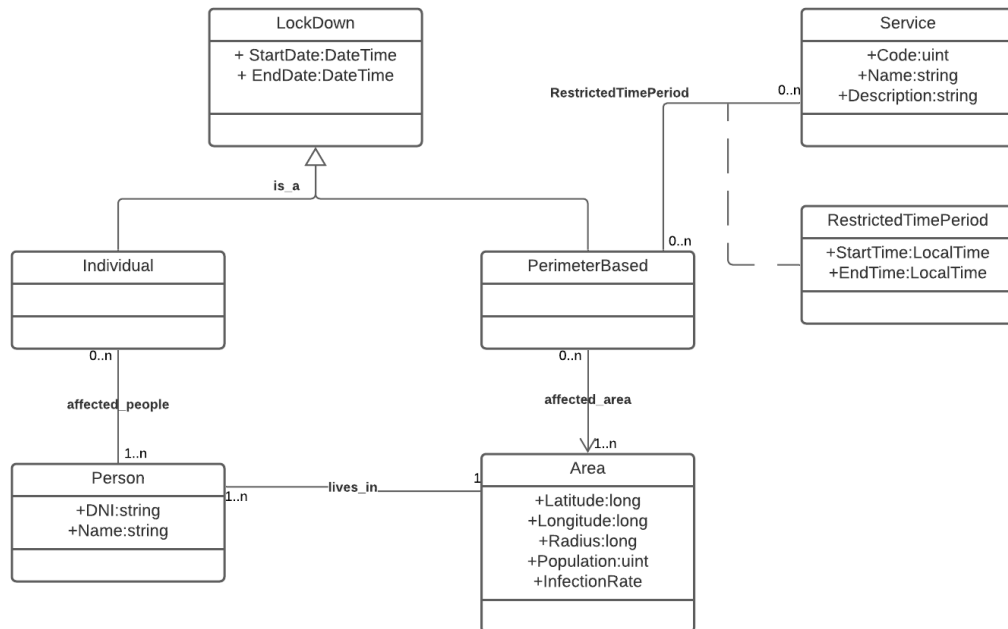 LockDown
+ StartDate:DateTime
+ EndDate:DateTime
Service
+Code:uint
+Name:string
+Description:string
RestrictedTimePeriod
0..n
is_a
RestrictedTimePeriod
+StartTime:LocalTime
+EndTime:LocalTime
0..n
Individual
PerimeterBased
0..n
0..n
affected_people
affected_area
1..n
1..n
Person
+DNI:string
+Name:string
1..n
lives_in
1
Area
+Latitude:long
+Longitude:long
+Radius:long
+Population:uint
+InfectionRate